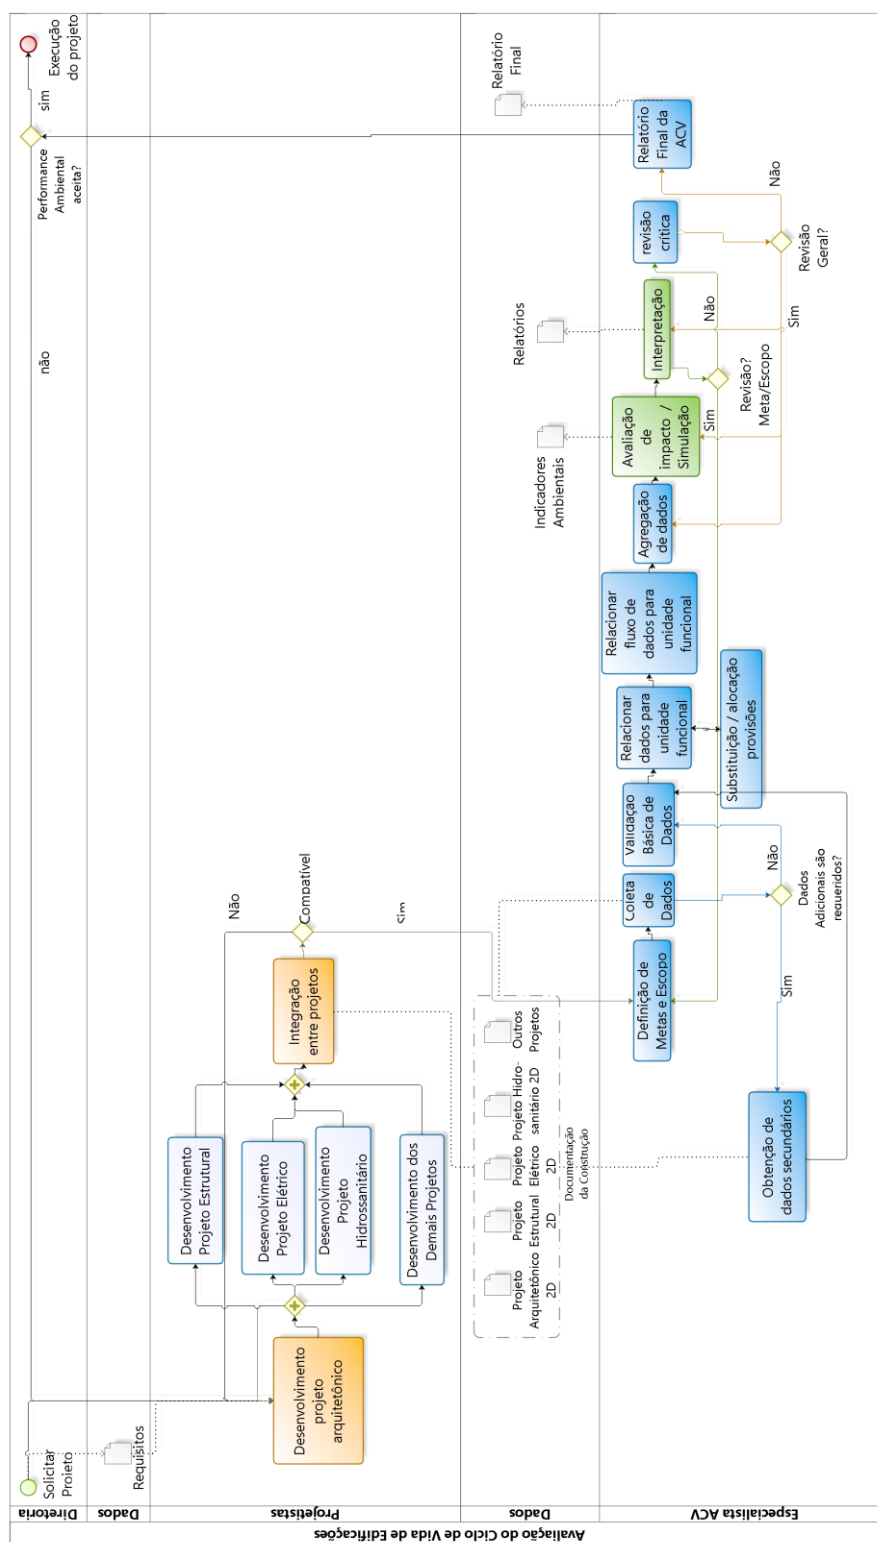 Avaliação do Ciclo de Vida de Edificações
Diretoria
Solicitar
Projeto
não
Performance
Ambiental
aceita?
sim
Execução
do projeto
Dados
Requisitos
Projetistas
Desenvolvimento
projeto
arquitetônico
Desenvolvimento
Projeto Estrutural
Desenvolvimento
Projeto Elétrico
Desenvolvimento
Projeto
Hidrossanitário
Desenvolvimento dos
Demais Projetos
Integração
entre projetos
Não
Compatível
Sim
Dados
Projeto
Arquitetônico
2D
Projeto
Estrutural
2D
Projeto
Elétrico
2D
Projeto Hidro-
sanitário 2D
Outros
Projetos
Documentação
da Construção
Indicadores
Ambientais
Relatórios
Relatório
Final
Especialista ACV
Obtenção de
dados secundários
Definição de
Metas e Escopo
Coleta
de
Dados
Sim
Dados
Adicionais são
requeridos?
Não
Validação
Básica de
Dados
Relacionar
dados para
unidade
funcional
Substituição / alocação
provisões
Relacionar
fluxo de
dados para
unidade
funcional
Agregação
de dados
Avaliação
de
impacto /
Simulação
Interpretação
Sim
Revisão?
Meta/Escopo
Não
revisão
crítica
Sim
Revisão
Geral?
Não
Relatório
Final da
ACV